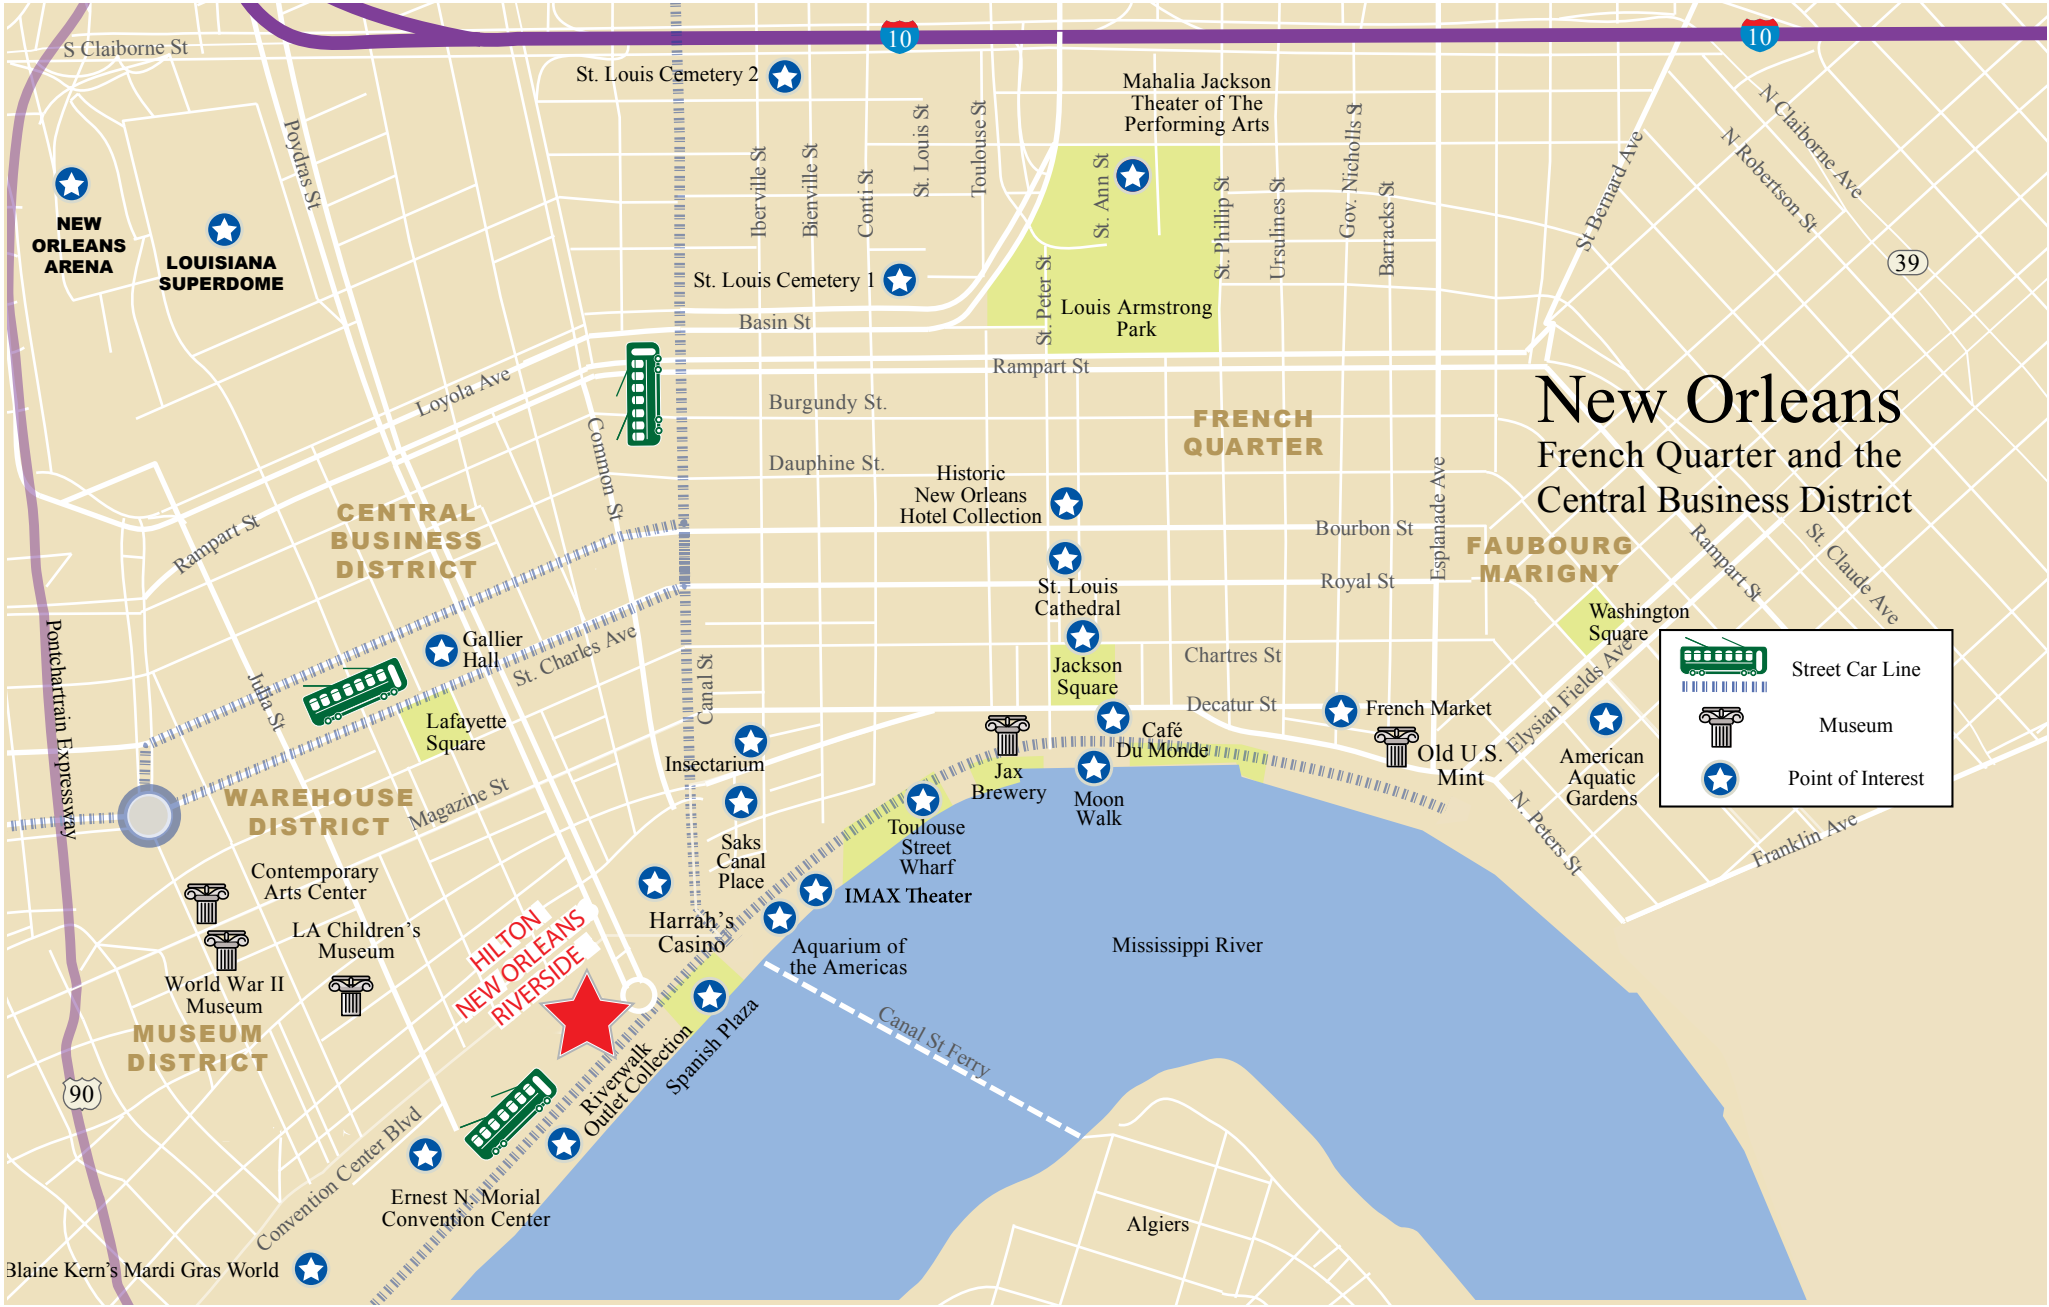 S Claiborne St
10
10
St. Louis Cemetery 2
Mahalia Jackson
Theater of The
Performing Arts
Poydras St
Iberville St
Bienville St
Conti St
St. Louis St
Toulouse St
St. Ann St
St. Phillip St
Ursulines St
Gov. Nicholls S
Barracks St
St Bernard Ave
N Claiborne Ave
N Robertson St
39
NEW
ORLEANS
ARENA
LOUISIANA
SUPERDOME
St. Louis Cemetery 1
St. Peter St
Louis Armstrong
Park
Basin St
Rampart St
Loyola Ave
Burgundy St.
FRENCH
QUARTER
New Orleans
French Quarter and the
Central Business District
Common St
Dauphine St.
Historic
New Orleans
Hotel Collection
CENTRAL
BUSINESS
DISTRICT
Rampart St
Bourbon St
Esplanade Ave
FAUBOURG
MARIGNY
Rampart St
St. Claude Ave
St. Louis
Cathedral
Royal St
Washington
Square
Pontchartrain Expressway
Gallier
Hall
St. Charles Ave
Julia St
Canal St
Jackson
Square
Chartres St
Decatur St
French Market
Elysian Fields Ave
Street Car Line
Museum
Point of Interest
Lafayette
Square
Insectarium
Café
Du Monde
Old U.S.
Mint
American
Aquatic
Gardens
WAREHOUSE
DISTRICT
Magazine St
Jax
Brewery
Moon
Walk
N. Peters St
Franklin Ave
Saks
Canal
Place
Toulouse
Street
Wharf
Contemporary
Arts Center
IMAX Theater
HILTON
NEW ORLEANS
RIVERSIDE
Harrah's
Casino
LA Children's
Museum
Aquarium of
the Americas
Mississippi River
World War II
Museum
MUSEUM
DISTRICT
Canal St Ferry
Riverwalk
Outlet Collection
Spanish Plaza
90
Convention Center Blvd
Ernest N. Morial
Convention Center
Algiers
Blaine Kern's Mardi Gras World